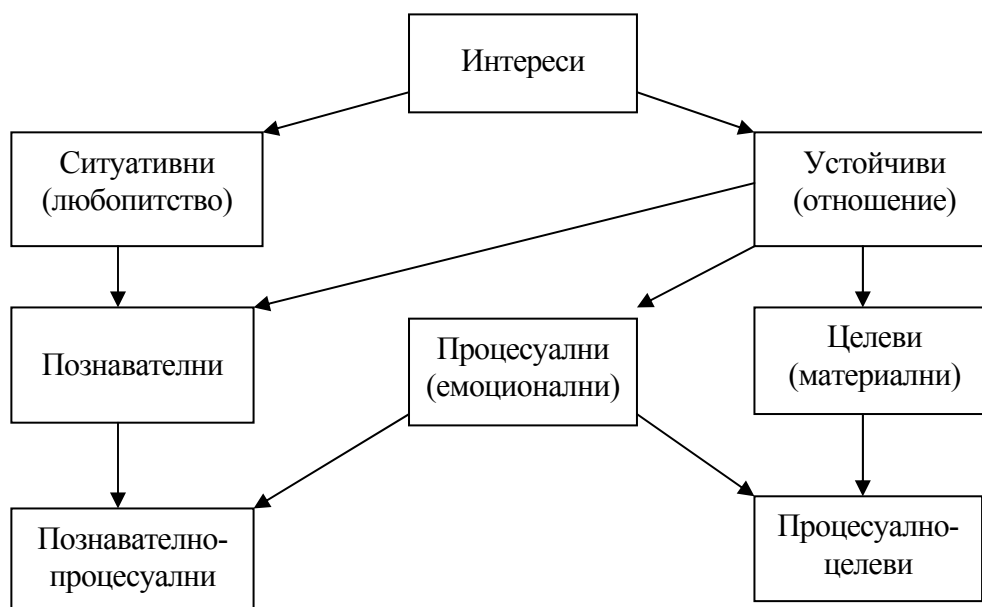 Интереси
Ситуативни
(любопитство)
Устойчиви
(отношение)
Познавателни
Процесуални
(емоционални)
Целеви
(материални)
Познавателно-
процесуални
Процесуално-
целеви